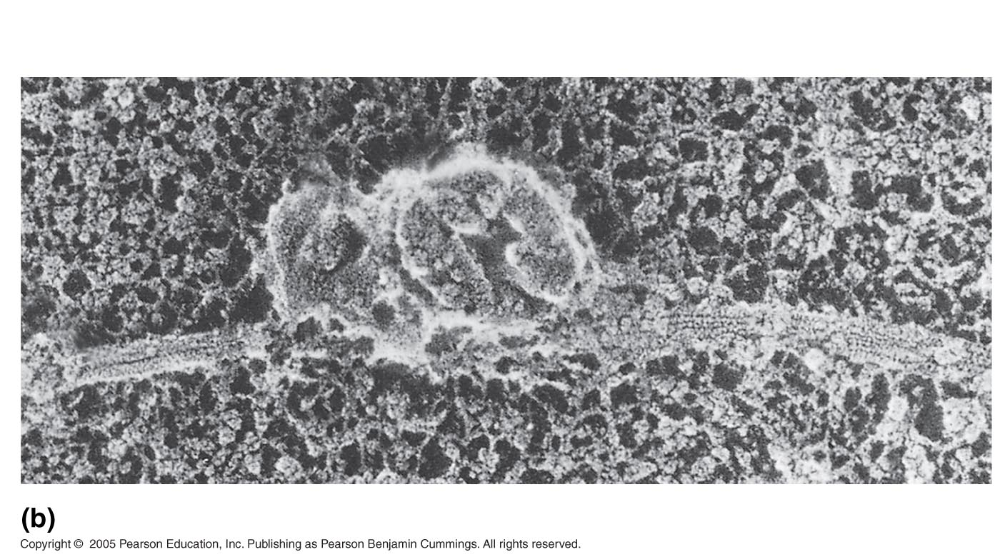 (b)
Copyright © 2005 Pearson Education, Inc. Publishing as Pearson Benjamin Cummings. All rights reserved.